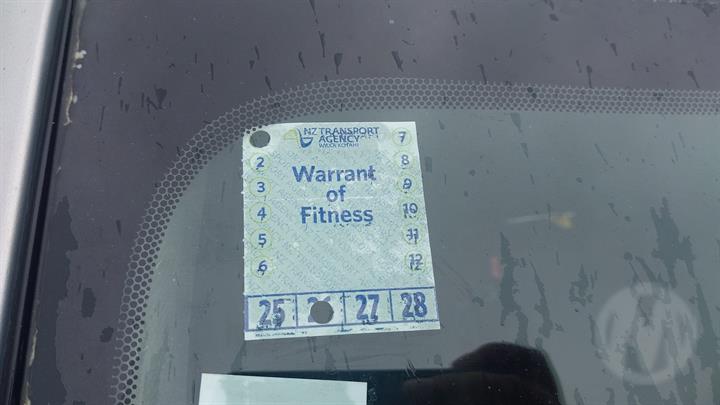 NZ TRANSPORT
AGENCY
WAKA KOTAHI
7
2
8
3
9
4
10
5
11
6
12
Warrant
of
Fitness
25 26 27 28
M